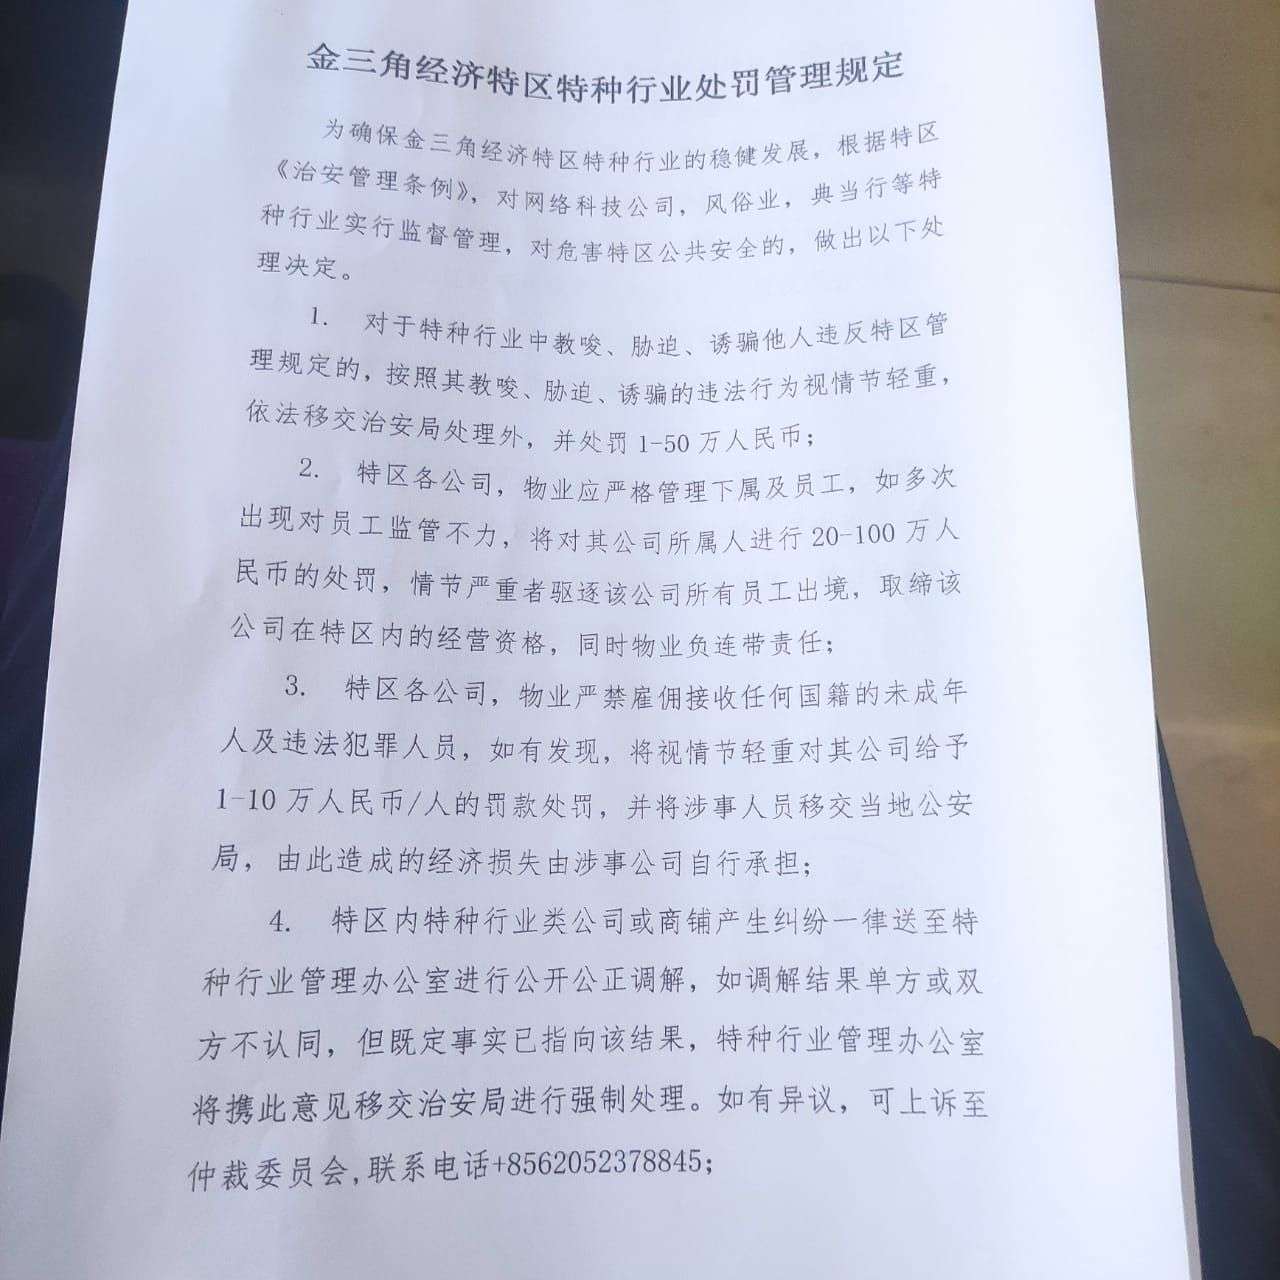 金三角经济特区特种行业处罚管理规定
为确保金三角经济特区特种行业的稳健发展，根据特区
《治安管理条例》，对网络科技公司，风俗业，典当行等特
种行业实行监督管理，对危害特区公共安全的，做出以下处
理决定。
1. 对于特种行业中教唆、胁迫、诱骗他人违反特区管
理规定的，按照其教唆、胁迫、诱骗的违法行为视情节轻重，
依法移交治安局处理外，并处罚 1-50 万人民币；
2. 特区各公司，物业应严格管理下属及员工，如多次
出现对员工监管不力，将对其公司所属人进行 20-100 万人
民币的处罚，情节严重者驱逐该公司所有员工出境，取缔该
公司在特区内的经营资格，同时物业负连带责任；
3. 特区各公司，物业严禁雇佣接收任何国籍的未成年
人及违法犯罪人员，如有发现，将视情节轻重对其公司给予
1-10 万人民币/人的罚款处罚，并将涉事人员移交当地公安
局，由此造成的经济损失由涉事公司自行承担；
4. 特区内特种行业类公司或商铺产生纠纷一律送至特
种行业管理办公室进行公开公正调解，如调解结果单方或双
方不认同，但既定事实已指向该结果，特种行业管理办公室
将携此意见移交治安局进行强制处理。如有异议，可上诉至
仲裁委员会,联系电话+8562052378845；